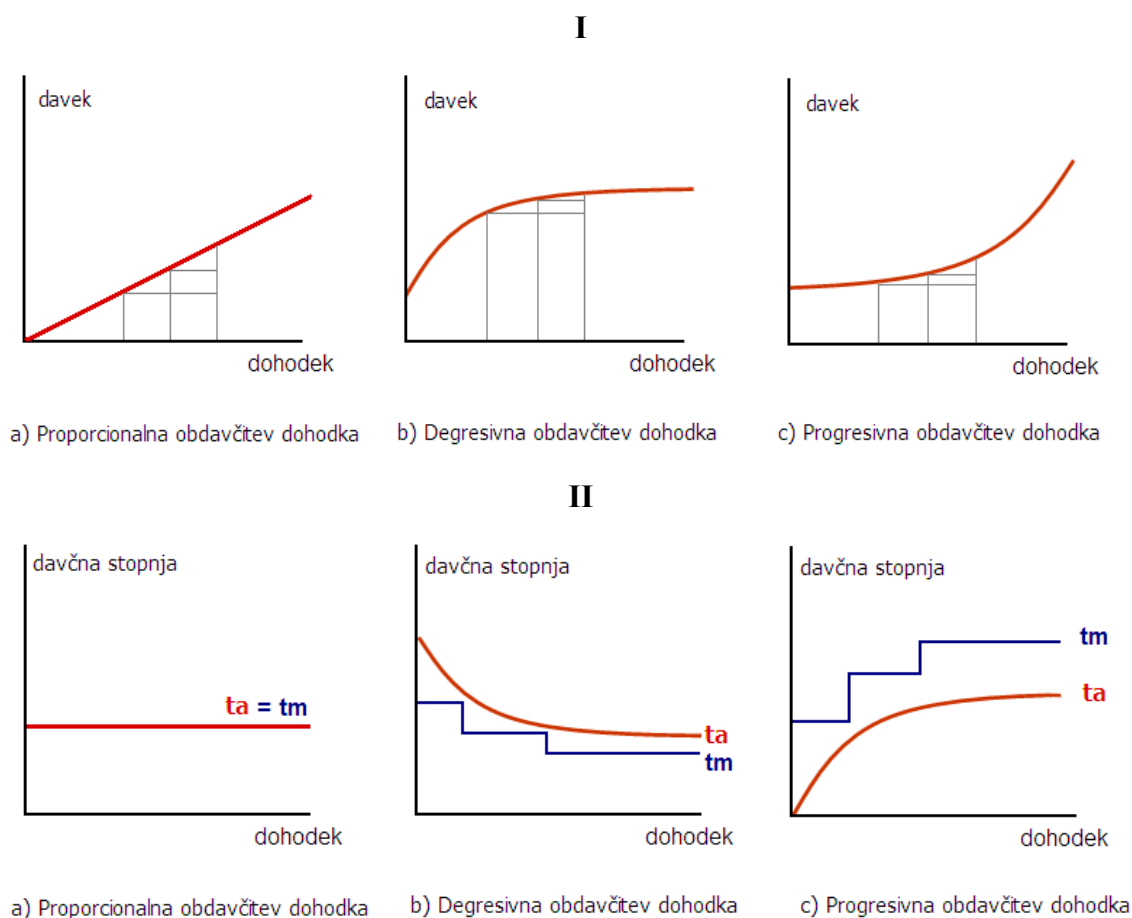 I
davek
davek
davek
dohodek
dohodek
dohodek
a) Proporcionalna obdavčitev dohodka
b) Degresivna obdavčitev dohodka
c) Progresivna obdavčitev dohodka
II
davčna stopnja
davčna stopnja
davčna stopnja
ta = tm
ta
tm
tm
ta
dohodek
dohodek
dohodek
a) Proporcionalna obdavčitev dohodka
b) Degresivna obdavčitev dohodka
c) Progresivna obdavčitev dohodka